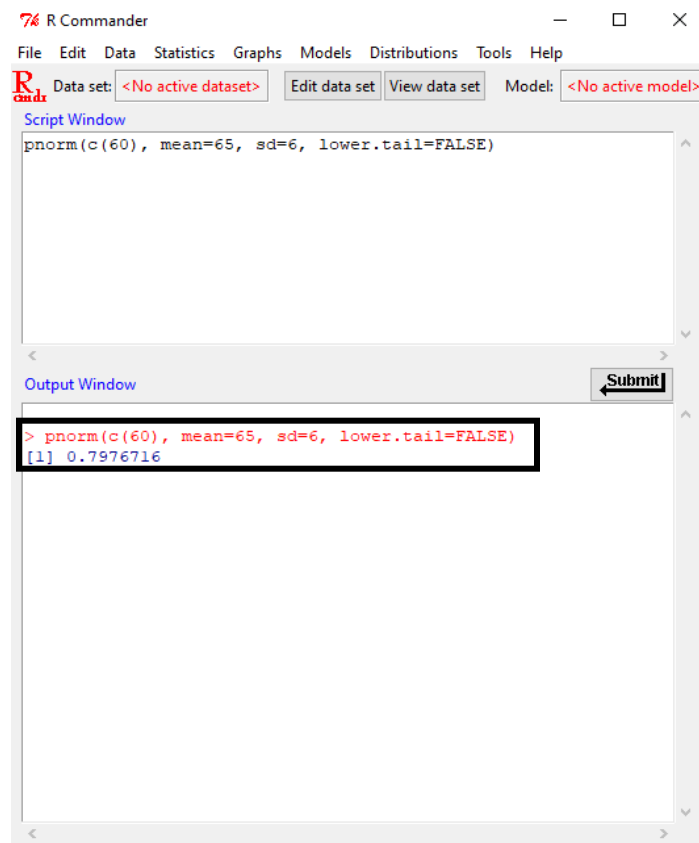 R Commander
File Edit Data Statistics Graphs Models Distributions Tools Help
R cmdr Data set: <No active dataset> Edit data set View data set Model: <No active model>
Script Window
pnorm(c(60), mean=65, sd=6, lower.tail=FALSE)
Output Window Submit
> pnorm(c(60), mean=65, sd=6, lower.tail=FALSE)
[1] 0.7976716